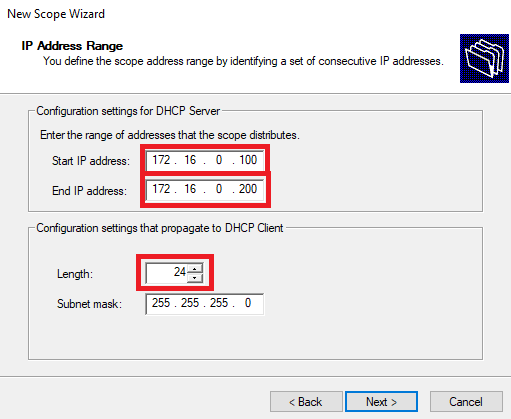 New Scope Wizard
IP Address Range
You define the scope address range by identifying a set of consecutive IP addresses.
Configuration settings for DHCP Server
Enter the range of addresses that the scope distributes.
Start IP address: 172 . 16 . 0 . 100
End IP address: 172 . 16 . 0 . 200
Configuration settings that propagate to DHCP Client
Length: 24
Subnet mask: 255 . 255 . 255 . 0
< Back Next > Cancel